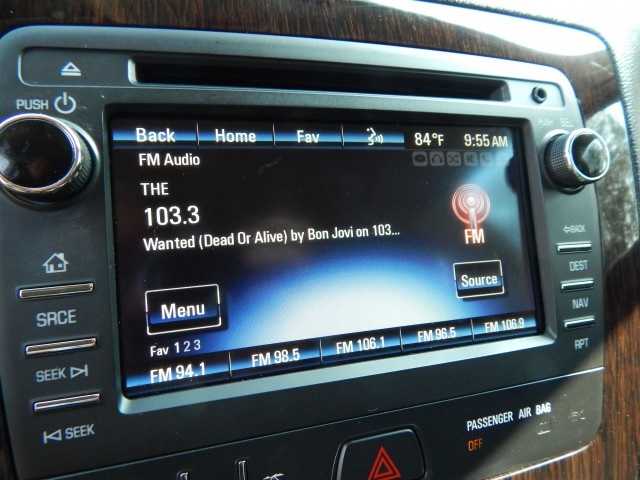 PUSH
PUSH SEL
Back Home Fav 84°F 9:55 AM
FM Audio
THE
103.3
Wanted (Dead Or Alive) by Bon Jovi on 103...
FM
Menu
Source
Fav 1 2 3
FM 94.1 FM 98.5 FM 106.1 FM 96.5 FM 106.9
SRCE
SEEK
SEEK
BACK
DEST
NAV
RPT
PASSENGER AIR BAG
OFF